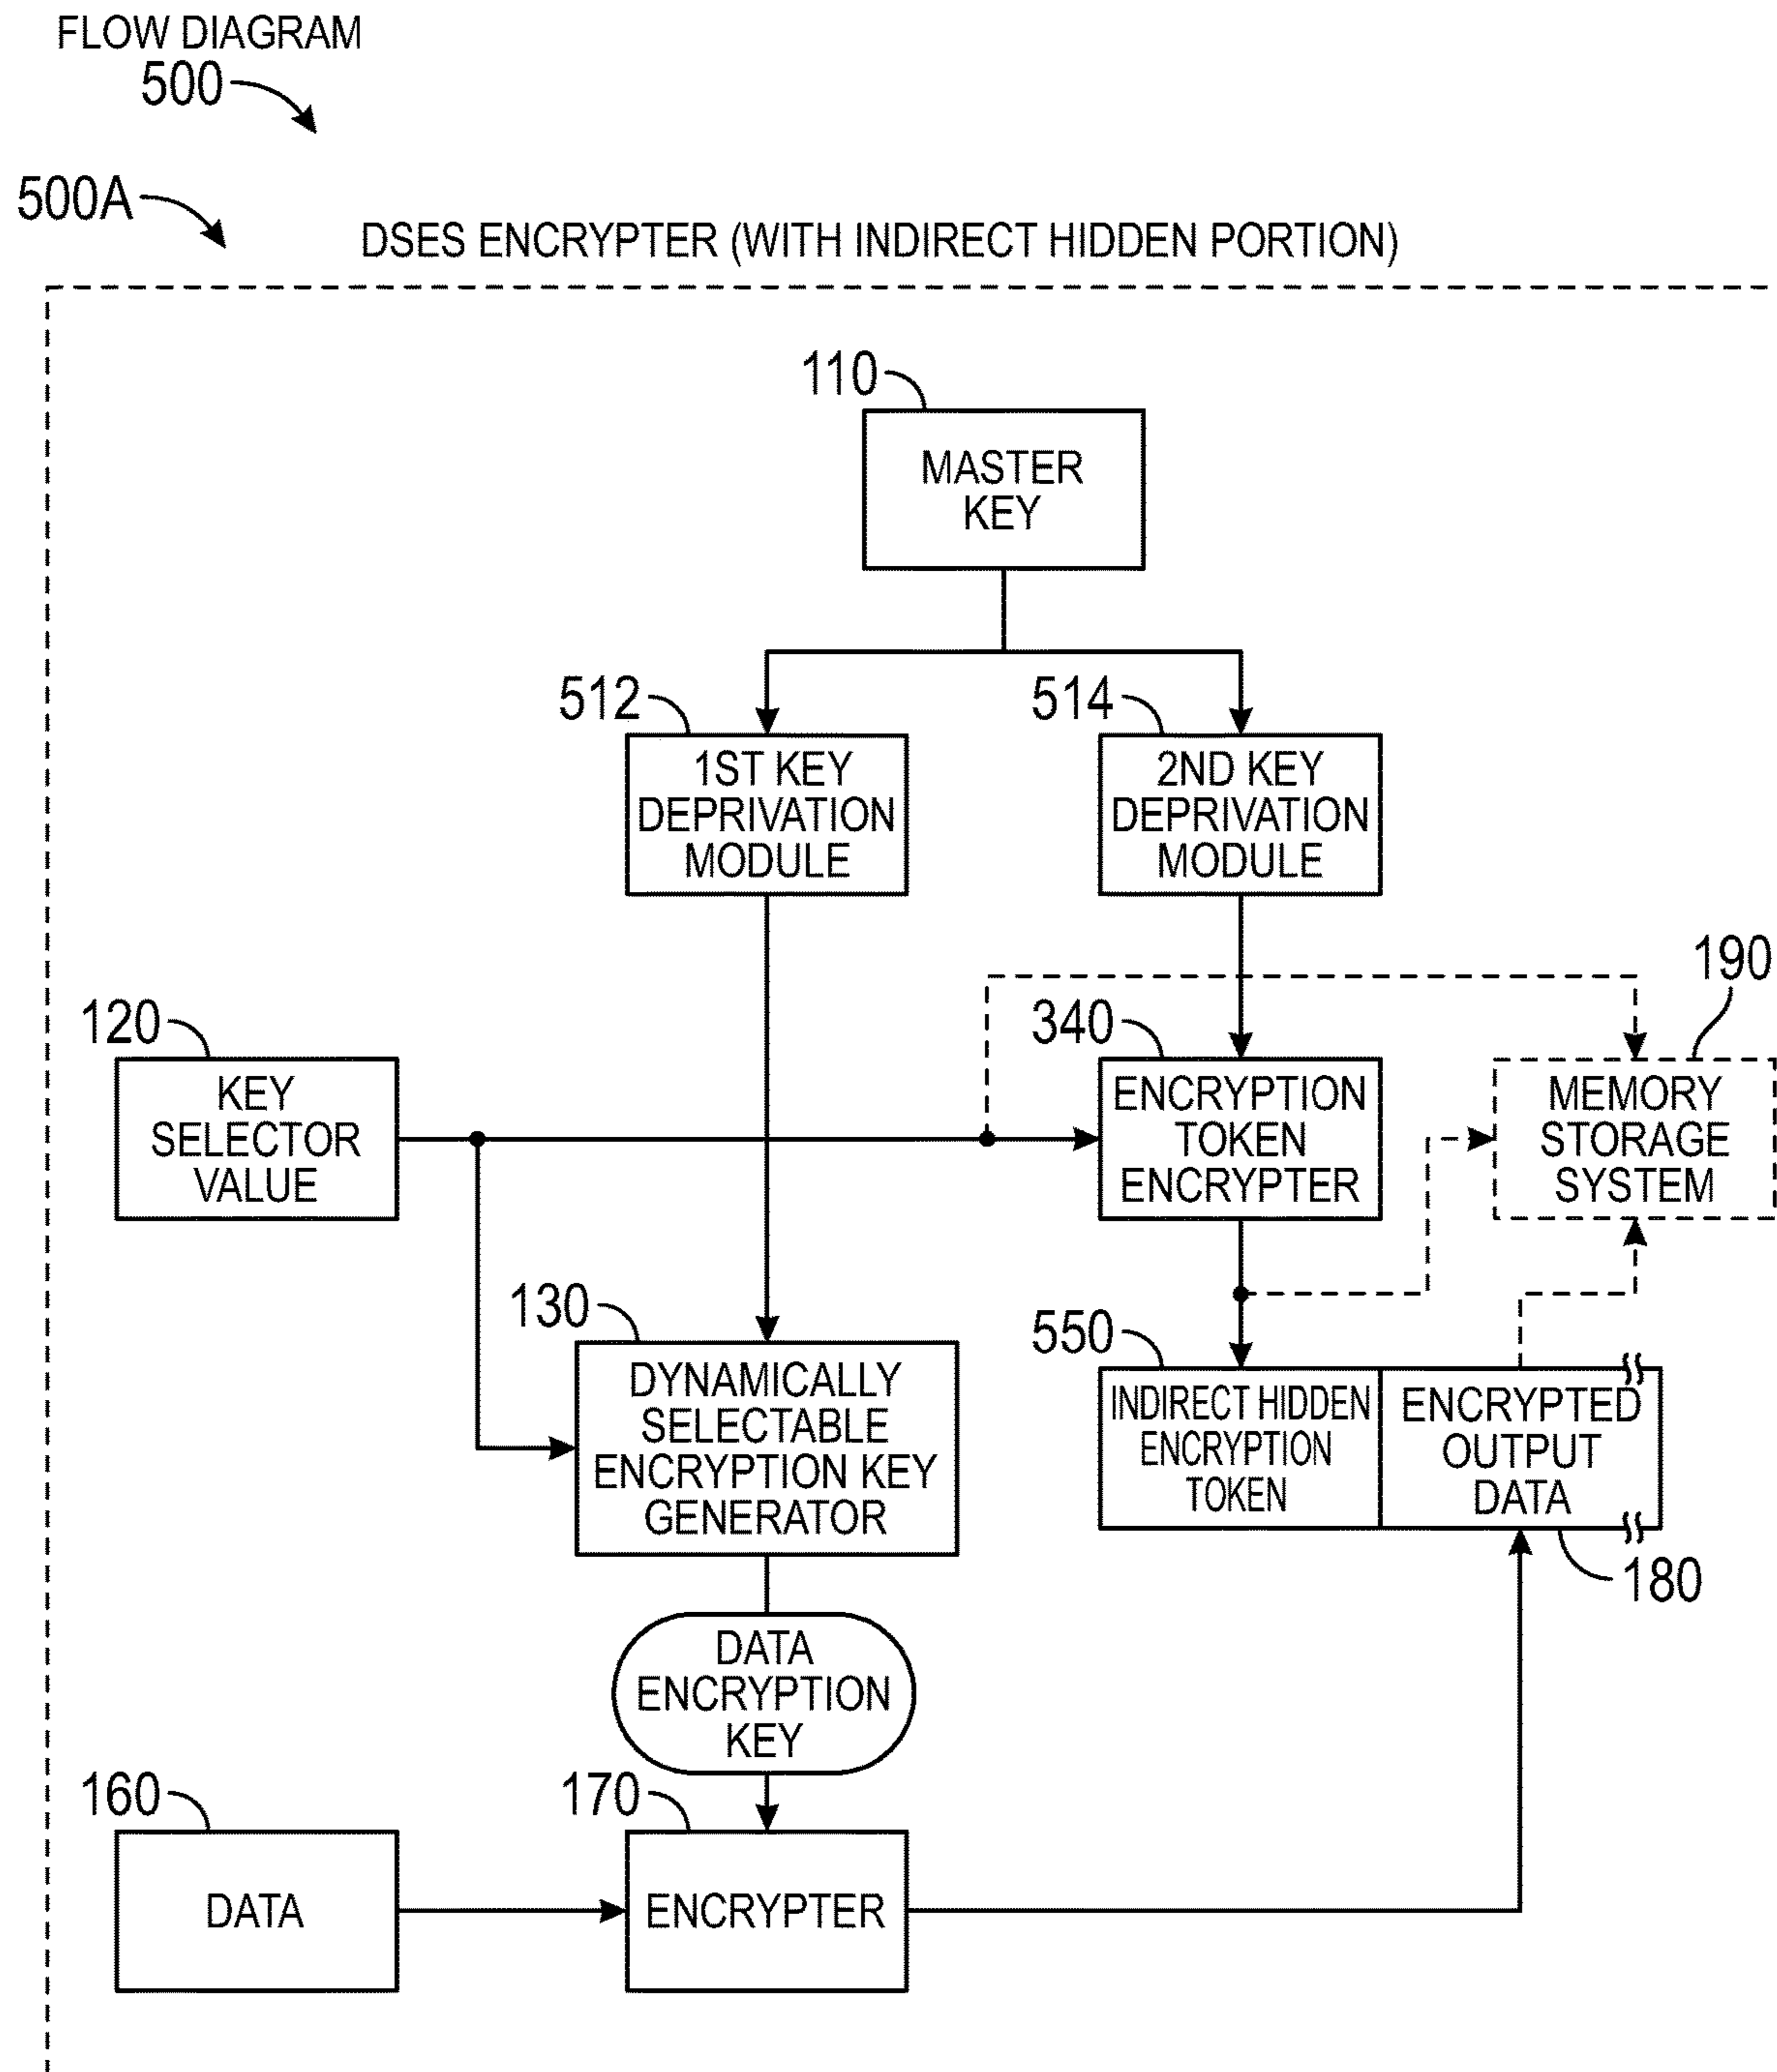 FLOW DIAGRAM
500
500A
DSES ENCRYPTER (WITH INDIRECT HIDDEN PORTION)
110
MASTER
KEY
512
1ST KEY
DEPRIVATION
MODULE
514
2ND KEY
DEPRIVATION
MODULE
120
KEY
SELECTOR
VALUE
340
ENCRYPTION
TOKEN
ENCRYPTER
190
MEMORY
STORAGE
SYSTEM
130
DYNAMICALLY
SELECTABLE
ENCRYPTION KEY
GENERATOR
550
INDIRECT HIDDEN
ENCRYPTION
TOKEN
ENCRYPTED
OUTPUT
DATA
180
DATA
ENCRYPTION
KEY
160
DATA
170
ENCRYPTER